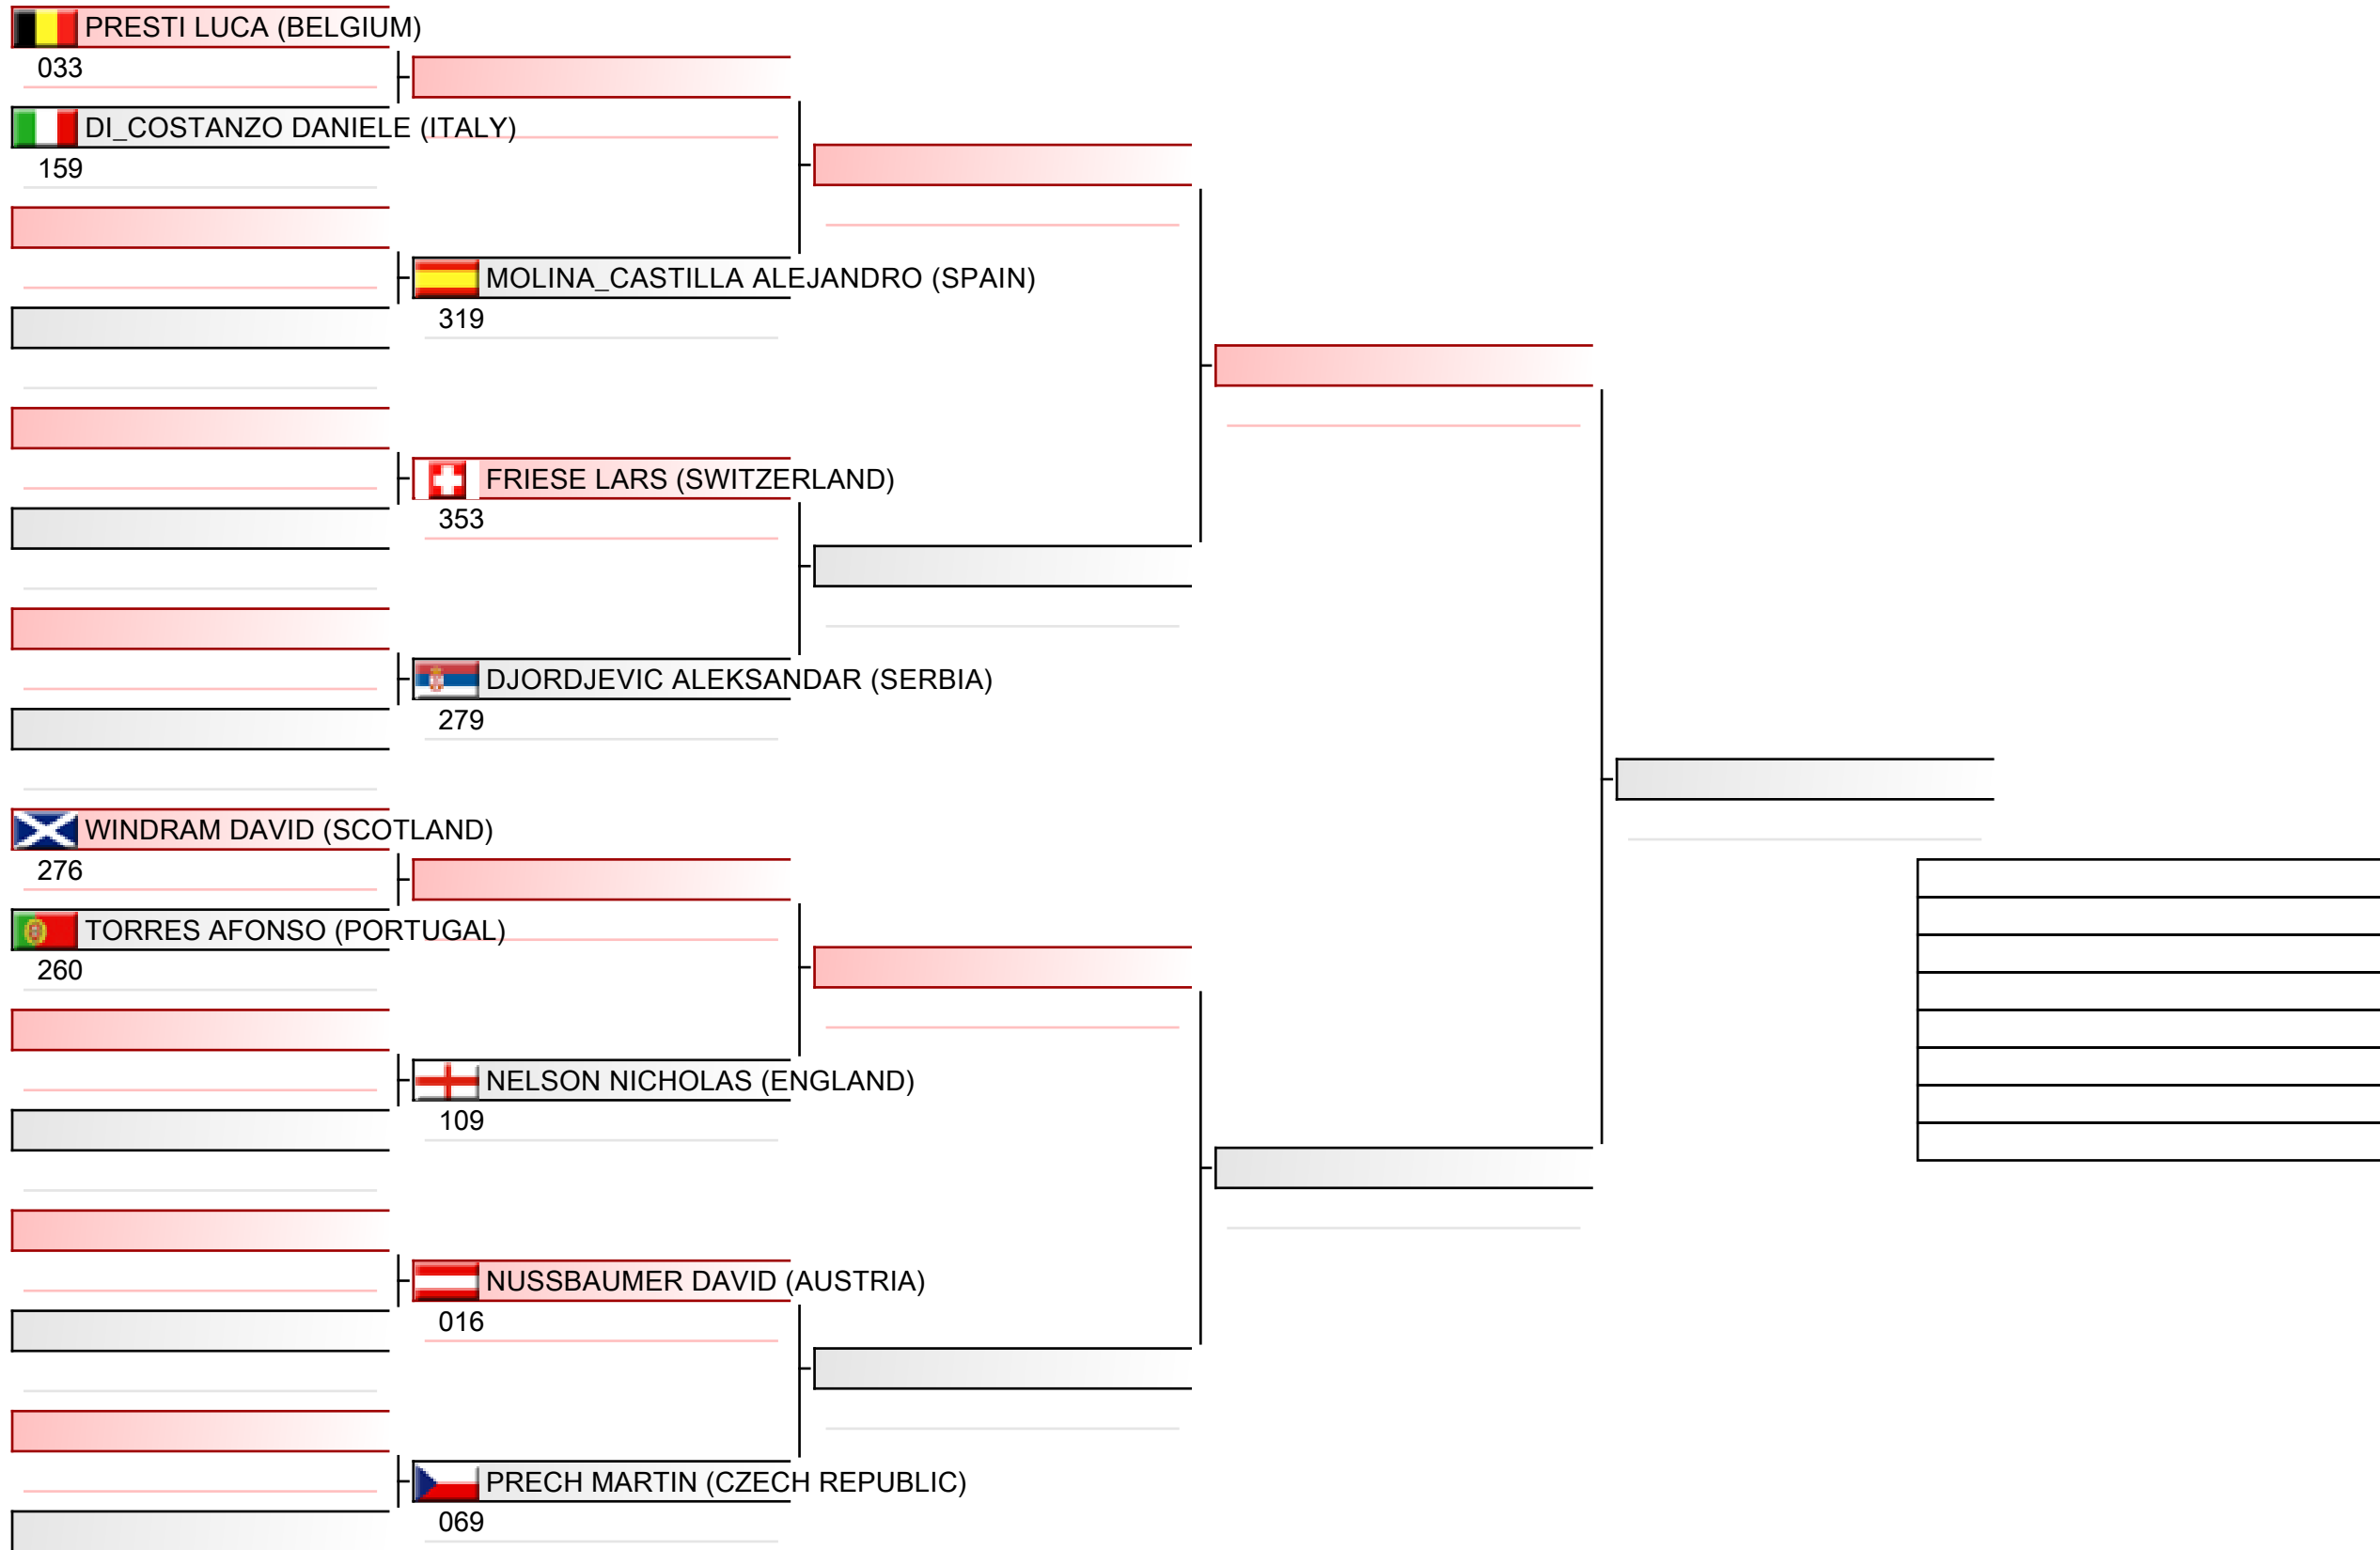 PRESTI LUCA (BELGIUM)
033
DI_COSTANZO DANIELE (ITALY)
159
MOLINA_CASTILLA ALEJANDRO (SPAIN)
319
FRIESE LARS (SWITZERLAND)
353
DJORDJEVIC ALEKSANDAR (SERBIA)
279
WINDRAM DAVID (SCOTLAND)
276
TORRES AFONSO (PORTUGAL)
260
NELSON NICHOLAS (ENGLAND)
109
NUSSBAUMER DAVID (AUSTRIA)
016
PRECH MARTIN (CZECH REPUBLIC)
069